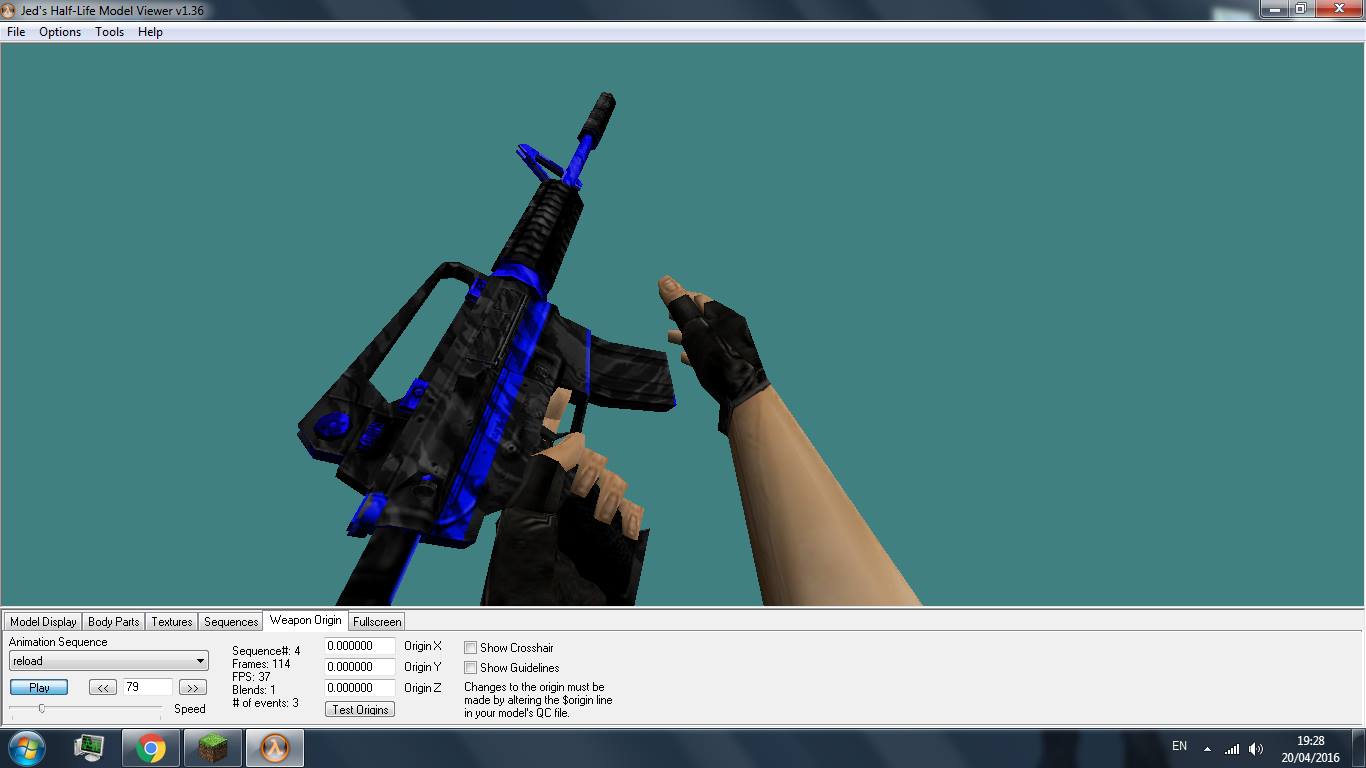 Jed's Half-Life Model Viewer v1.36
File Options Tools Help
Model Display Body Parts Textures Sequences Weapon Origin Fullscreen
Animation Sequence
reload
Play << 79 >>
Speed
Sequence#: 4
Frames: 114
FPS: 37
Blends: 1
# of events: 3
0.000000 Origin X
0.000000 Origin Y
0.000000 Origin Z
Test Origins
Show Crosshair
Show Guidelines
Changes to the origin must be
made by altering the $origin line
in your model's QC file.
EN
19:28
20/04/2016